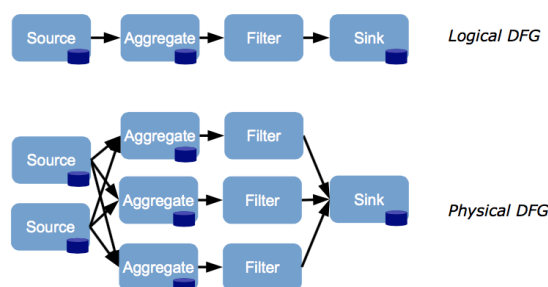 Source
Aggregate
Filter
Sink
Logical DFG
Aggregate
Filter
Source
Aggregate
Filter
Sink
Physical DFG
Source
Aggregate
Filter